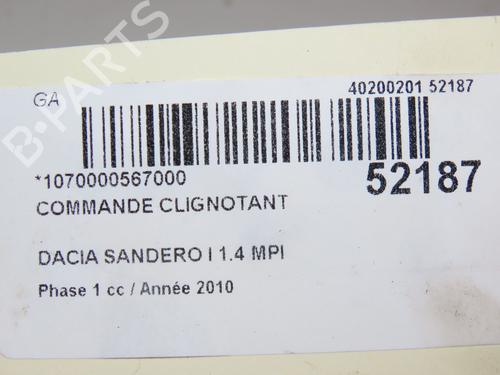 GA
40200201 52187
*1070000567000
52187
COMMANDE CLIGNOTANT
DACIA SANDERO I 1.4 MPI
Phase 1 cc / Année 2010
B-PARTS